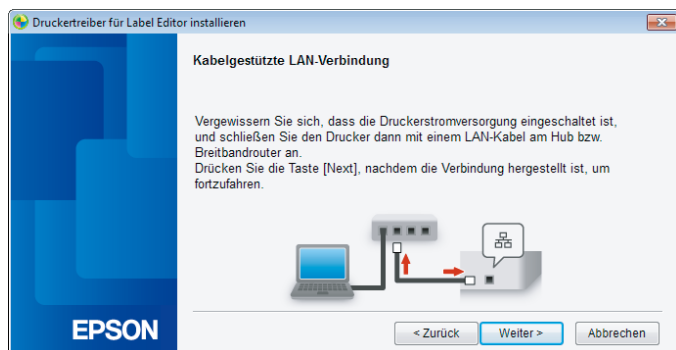 Druckertreiber für Label Editor installieren
Kabelgestützte LAN-Verbindung
Vergewissern Sie sich, dass die Druckerstromversorgung eingeschaltet ist,
und schließen Sie den Drucker dann mit einem LAN-Kabel am Hub bzw.
Breitbandrouter an.
Drücken Sie die Taste [Next], nachdem die Verbindung hergestellt ist, um
fortzufahren.
EPSON
< Zurück
Weiter >
Abbrechen